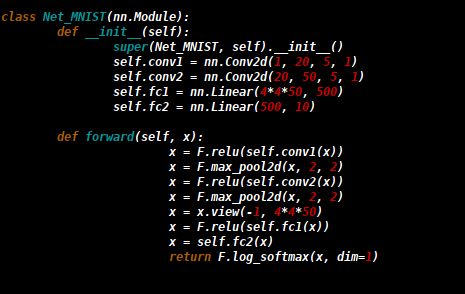 class Net_MNIST(nn.Module):
def __init__(self):
super(Net_MNIST, self).__init__()
self.conv1 = nn.Conv2d(1, 20, 5, 1)
self.conv2 = nn.Conv2d(20, 50, 5, 1)
self.fc1 = nn.Linear(4*4*50, 500)
self.fc2 = nn.Linear(500, 10)
def forward(self, x):
x = F.relu(self.conv1(x))
x = F.max_pool2d(x, 2, 2)
x = F.relu(self.conv2(x))
x = F.max_pool2d(x, 2, 2)
x = x.view(-1, 4*4*50)
x = F.relu(self.fc1(x))
x = self.fc2(x)
return F.log_softmax(x, dim=1)